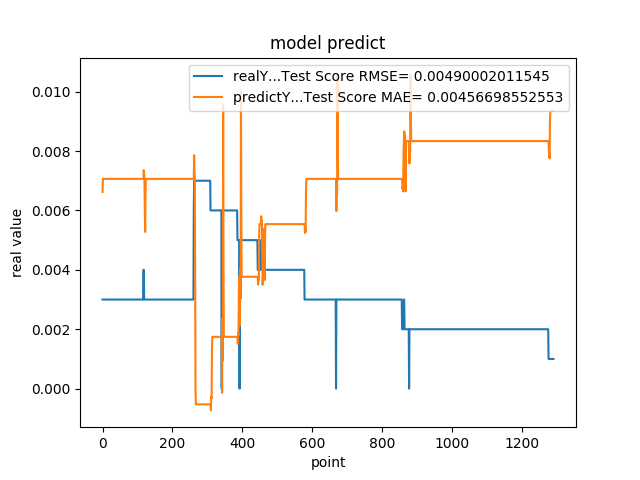 model predict
realY...Test Score RMSE= 0.00490002011545
predictY...Test Score MAE= 0.00456698552553
0.010
0.008
0.006
0.004
0.002
0.000
real value
0 200 400 600 800 1000 1200
point